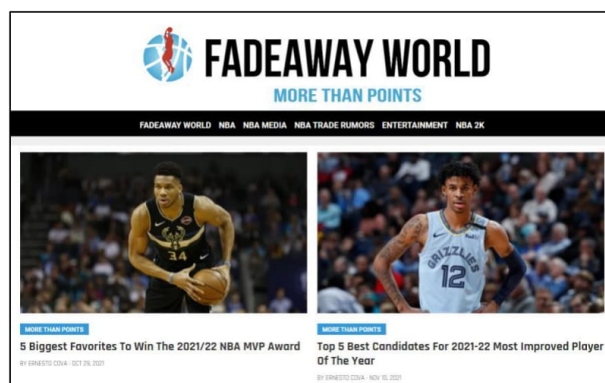 FADEAWAY WORLD
MORE THAN POINTS
FADEAWAY WORLD NBA NBA MEDIA NBA TRADE RUMORS ENTERTAINMENT NBA 2K
34
GRIZZLIES
12
MORE THAN POINTS
5 Biggest Favorites To Win The 2021/22 NBA MVP Award
BY ERNESTO COVA - OCT 29, 2021
MORE THAN POINTS
Top 5 Best Candidates For 2021-22 Most Improved Player
Of The Year
BY ERNESTO COVA - NOV 10, 2021